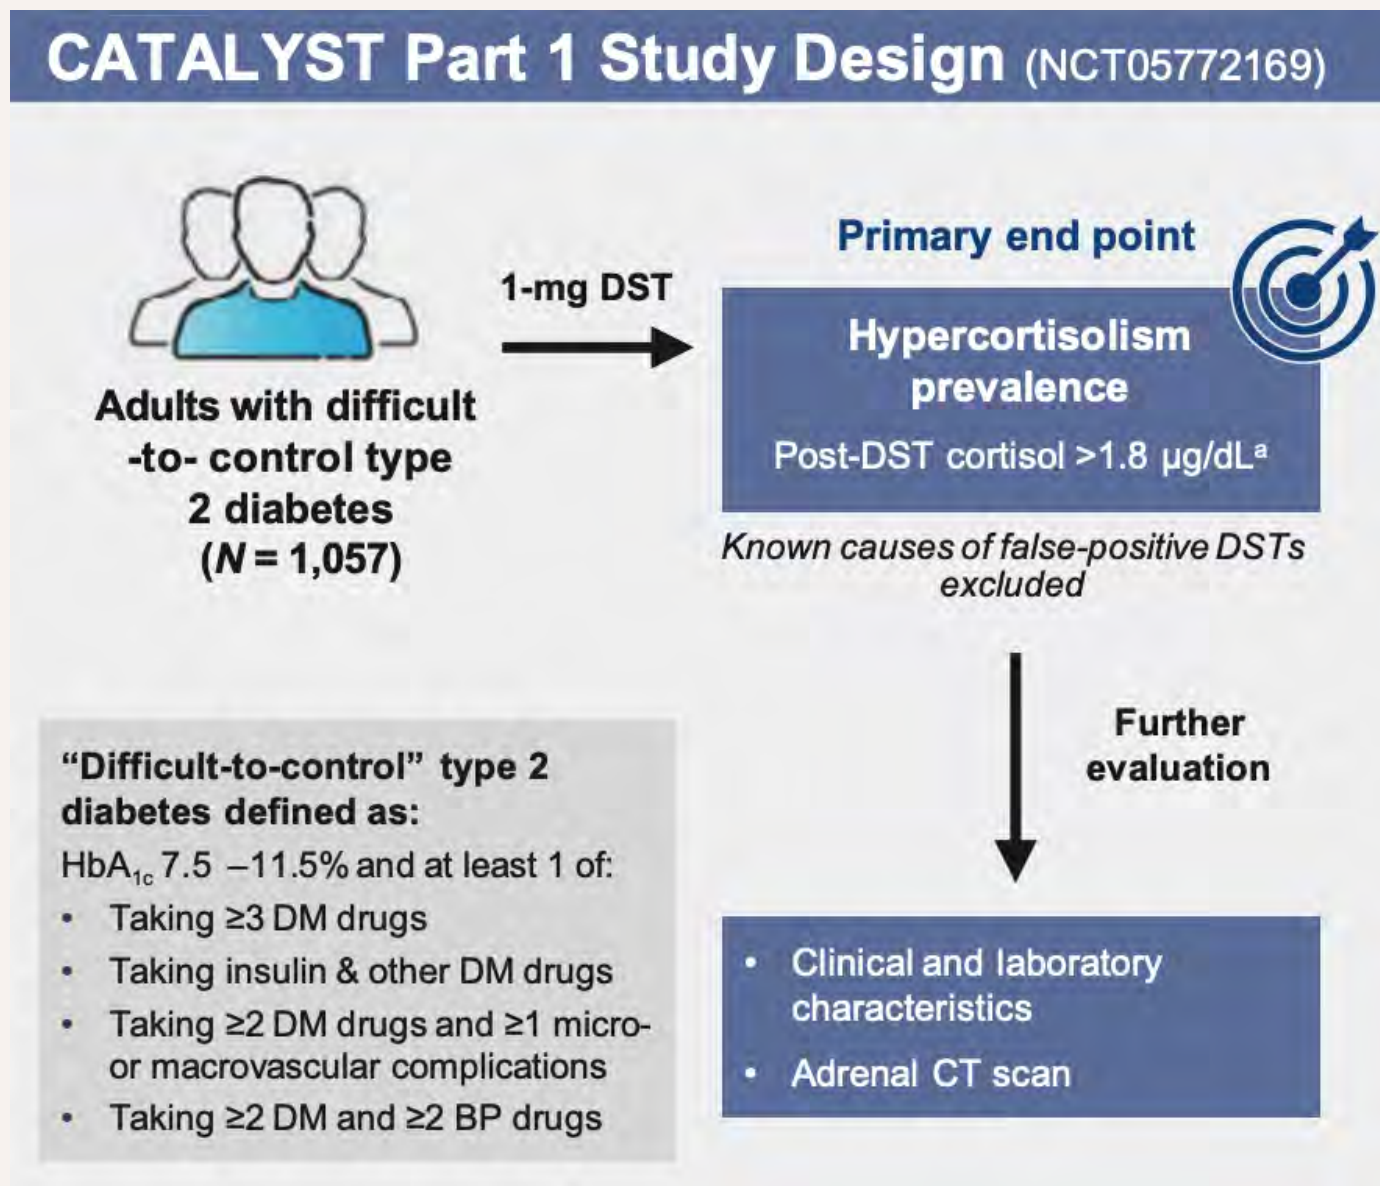 CATALYST Part 1 Study Design (NCT05772169)
Adults with difficult
-to- control type
2 diabetes
(N = 1,057)
1-mg DST
Primary end point
Hypercortisolism
prevalence
Post-DST cortisol >1.8 µg/dLᵃ
Known causes of false-positive DSTs
excluded
Further
evaluation
“Difficult-to-control” type 2
diabetes defined as:
HbA₁c 7.5 –11.5% and at least 1 of:
• Taking ≥3 DM drugs
• Taking insulin & other DM drugs
• Taking ≥2 DM drugs and ≥1 micro-
or macrovascular complications
• Taking ≥2 DM and ≥2 BP drugs
• Clinical and laboratory
characteristics
• Adrenal CT scan